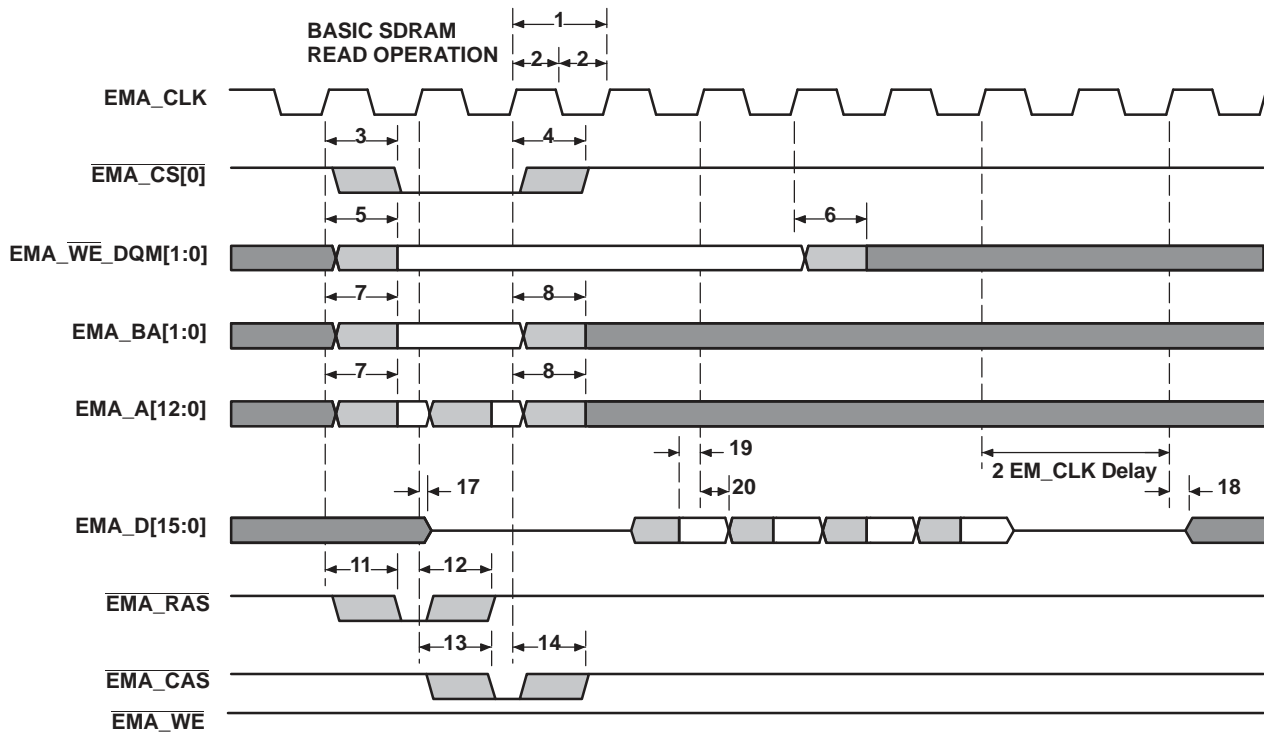 BASIC SDRAM
READ OPERATION
1
2 2
EMA_CLK
3 4
EMA_CS[0]
5 6
EMA_WE_DQM[1:0]
7 8
EMA_BA[1:0]
7 8
EMA_A[12:0]
19
2 EM_CLK Delay
17 20 18
EMA_D[15:0]
11 12
EMA_RAS
13 14
EMA_CAS
EMA_WE